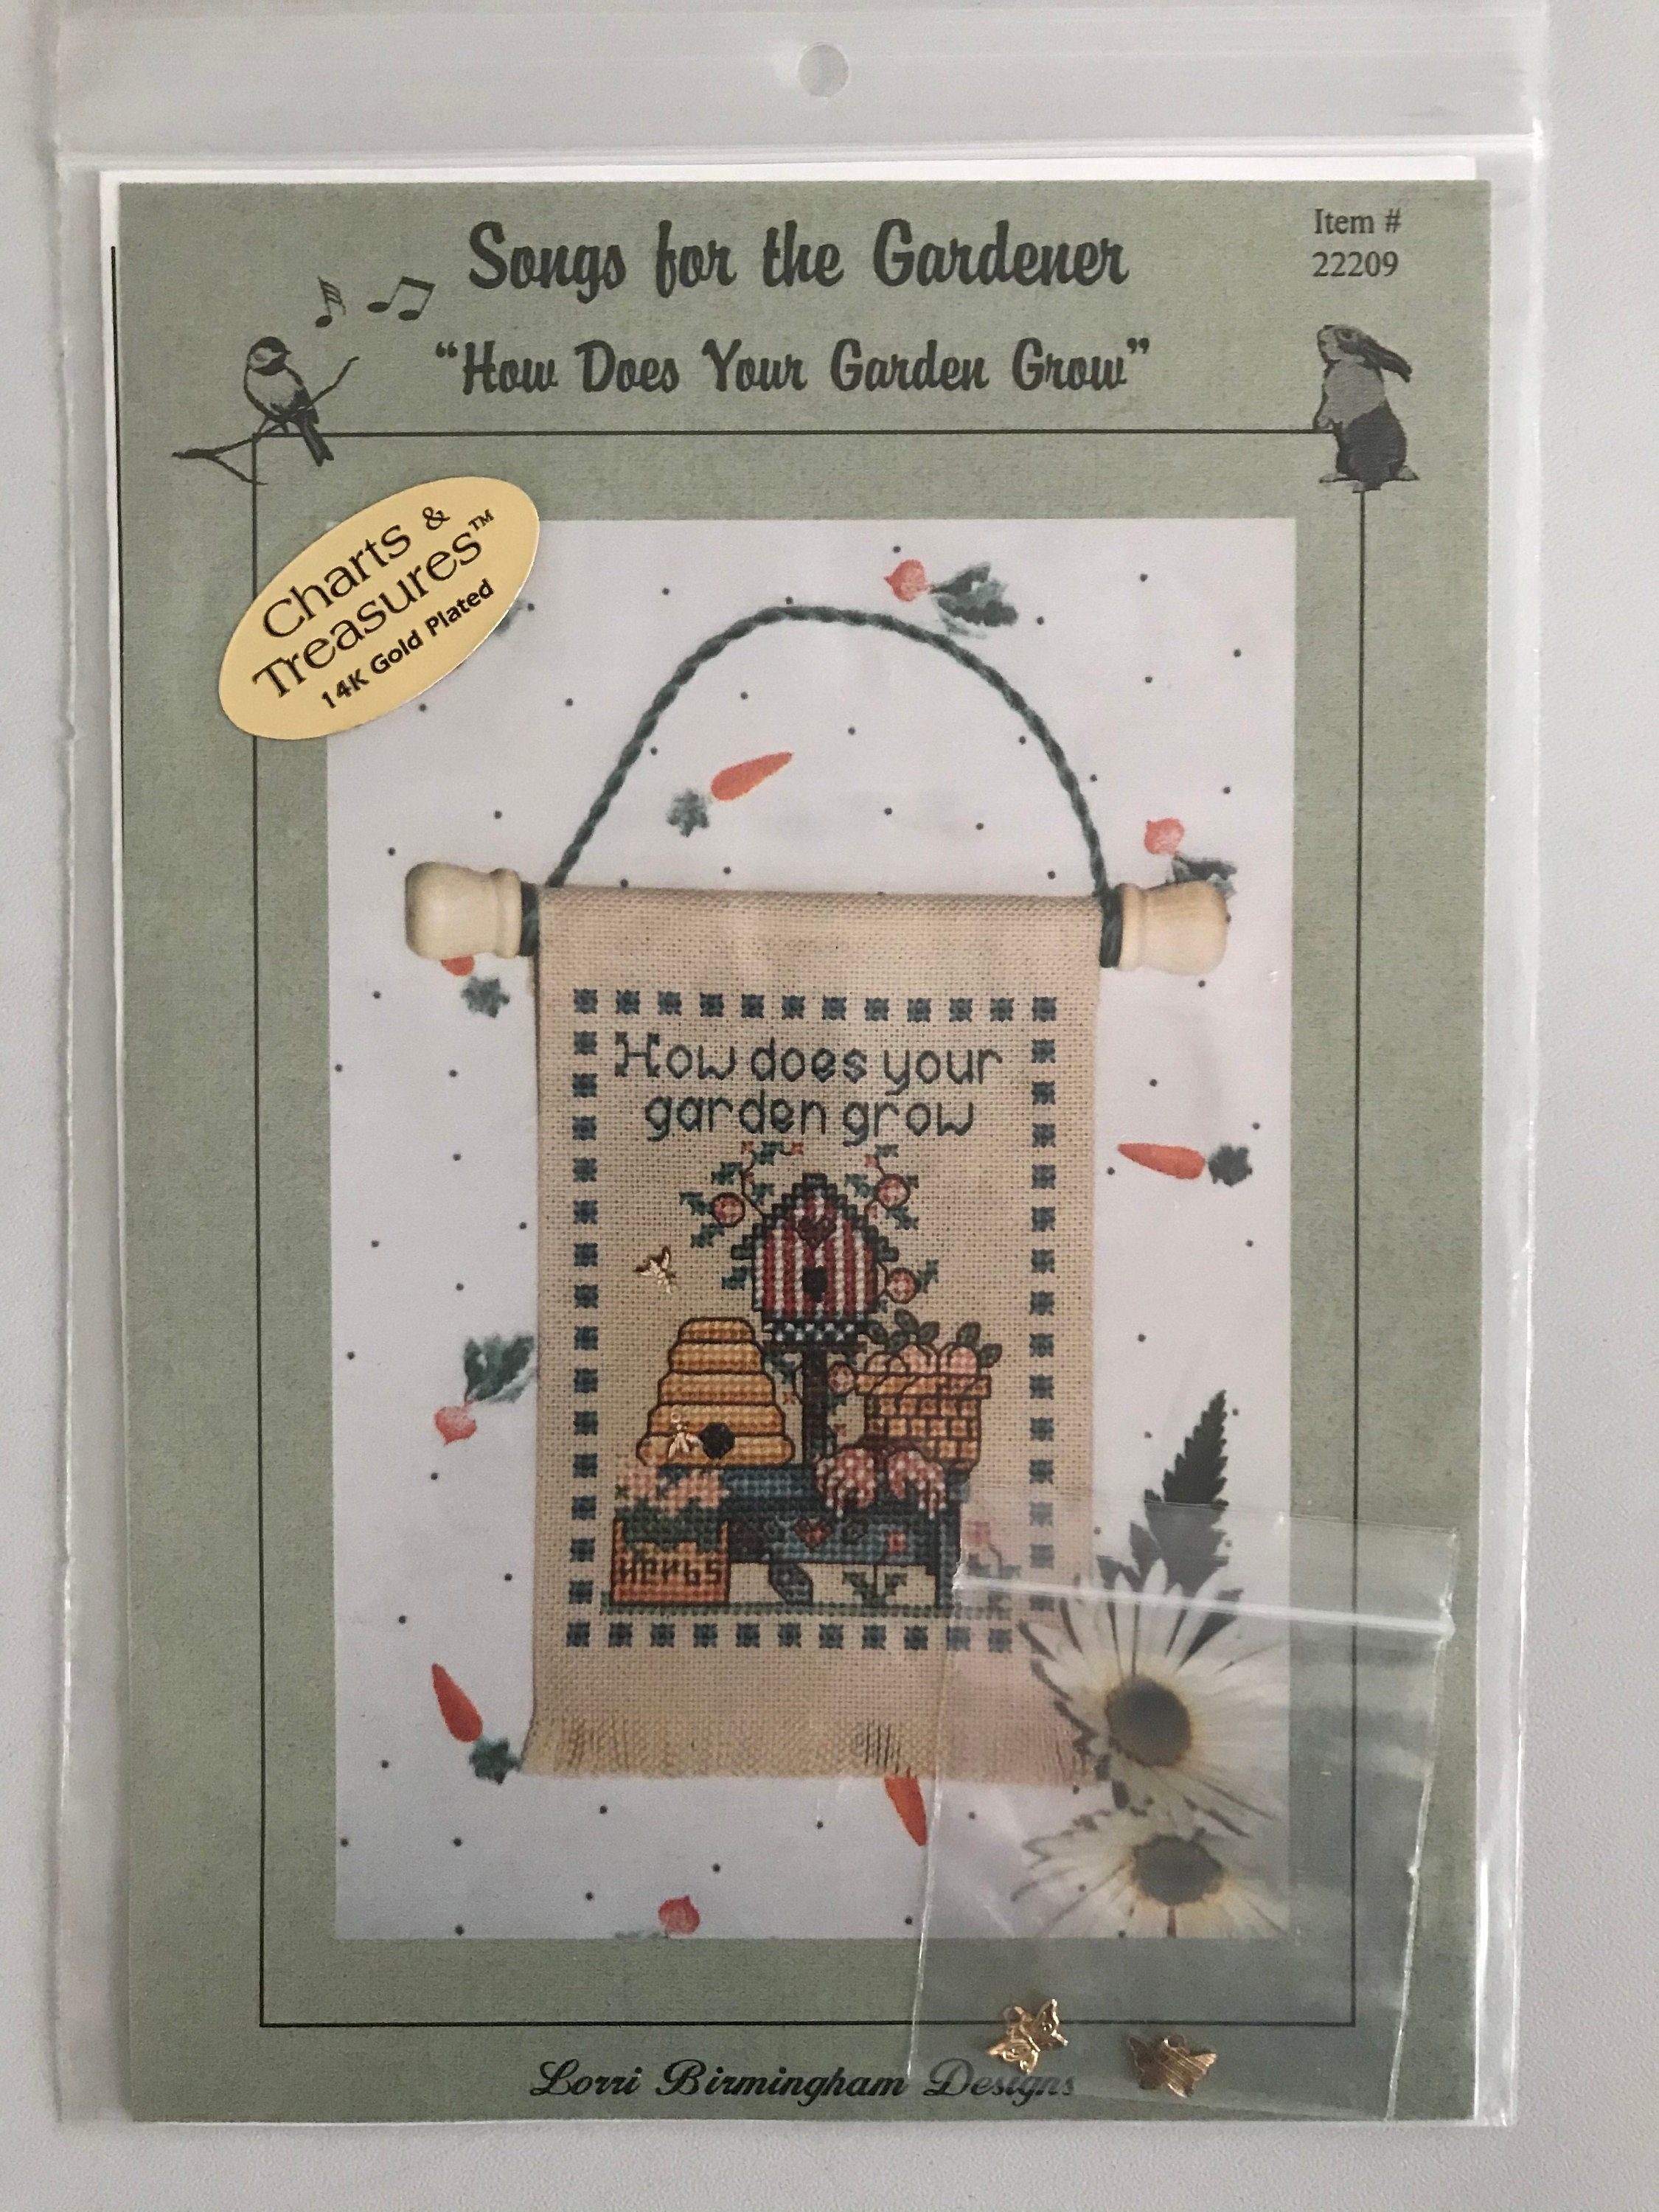 Songs for the Gardener
Item #
22209
"How Does Your Garden Grow"
Charts &
Treasures™
14K Gold Plated
How does your
garden grow
Herbs
Lorri Birmingham Designs